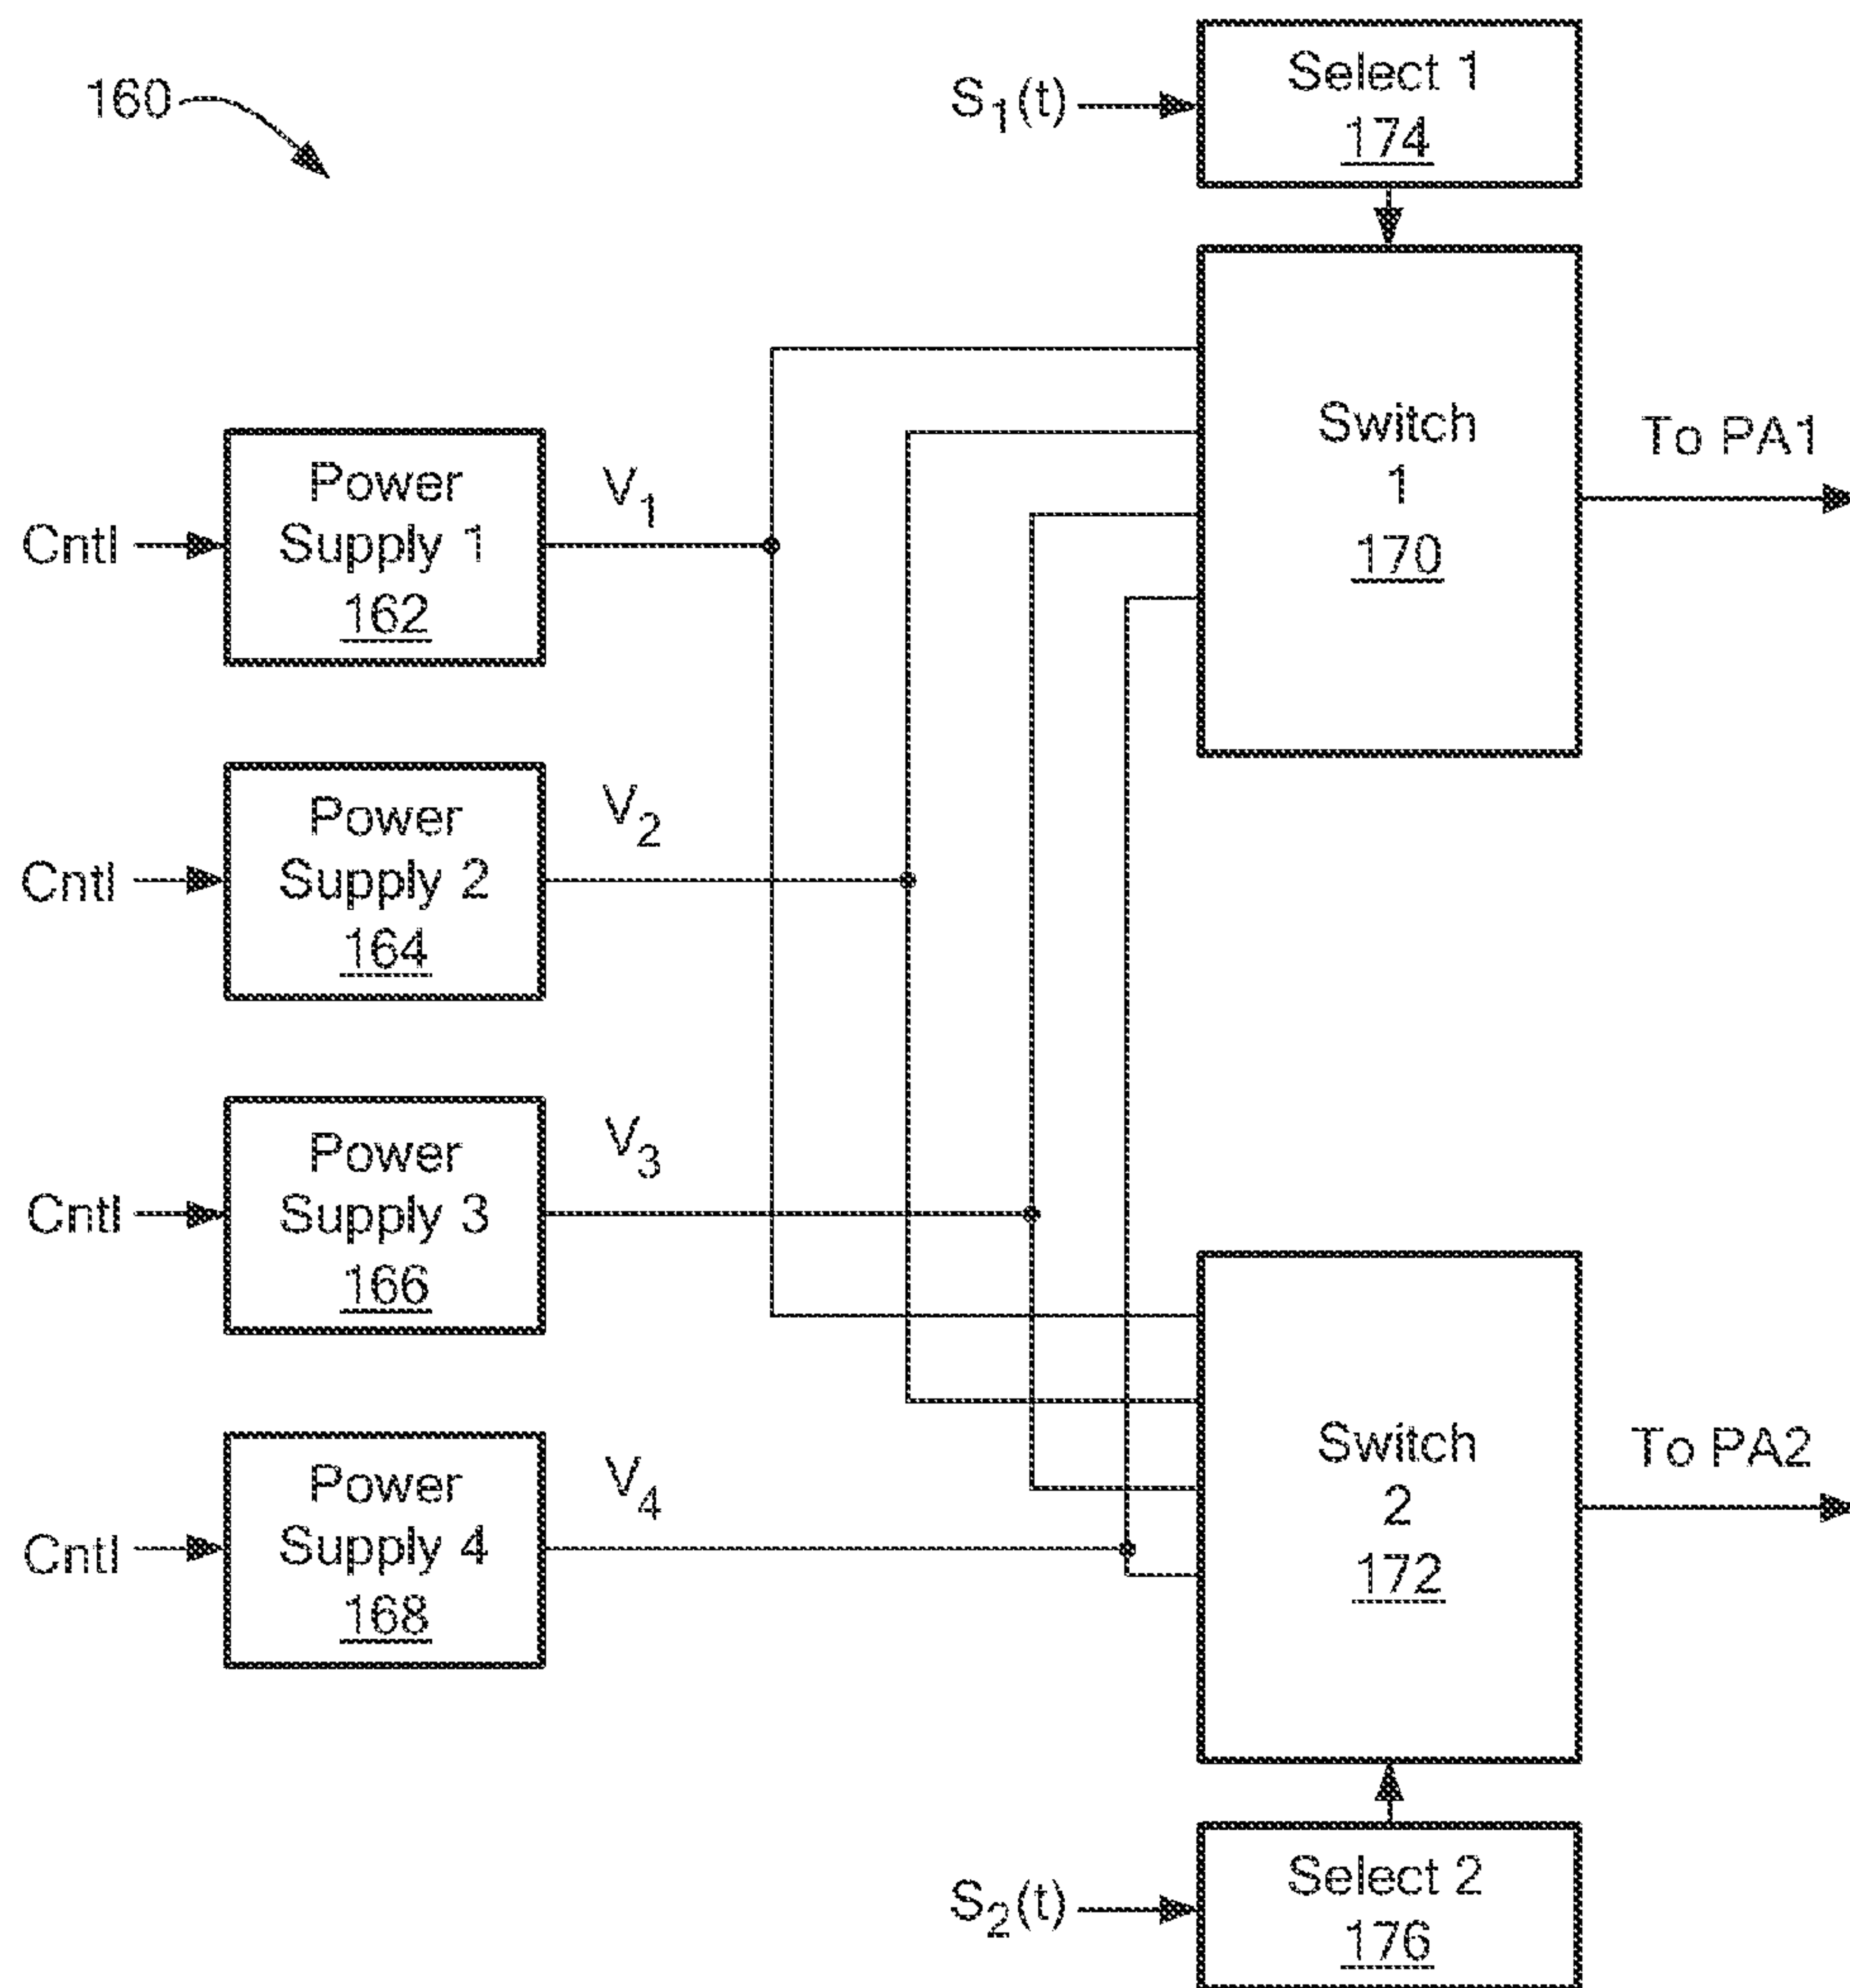 160
S₁(t)
Select 1
174
Switch
1
170
To PA1
Cntl
Power
Supply 1
162
V₁
Cntl
Power
Supply 2
164
V₂
Cntl
Power
Supply 3
166
V₃
Cntl
Power
Supply 4
168
V₄
Switch
2
172
To PA2
S₂(t)
Select 2
176